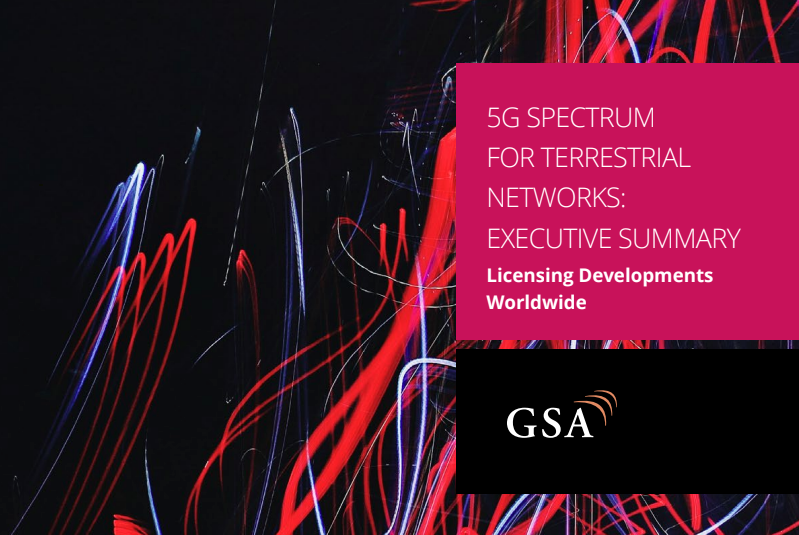 5G SPECTRUM
FOR TERRESTRIAL
NETWORKS:
EXECUTIVE SUMMARY
Licensing Developments
Worldwide
GSA